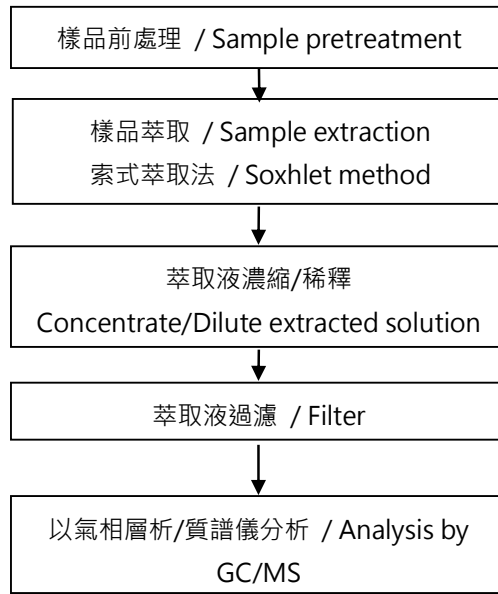 樣品前處理 / Sample pretreatment
樣品萃取 / Sample extraction
索式萃取法 / Soxhlet method
萃取液濃縮/稀釋
Concentrate/Dilute extracted solution
萃取液過濾 / Filter
以氣相層析/質譜儀分析 / Analysis by
GC/MS